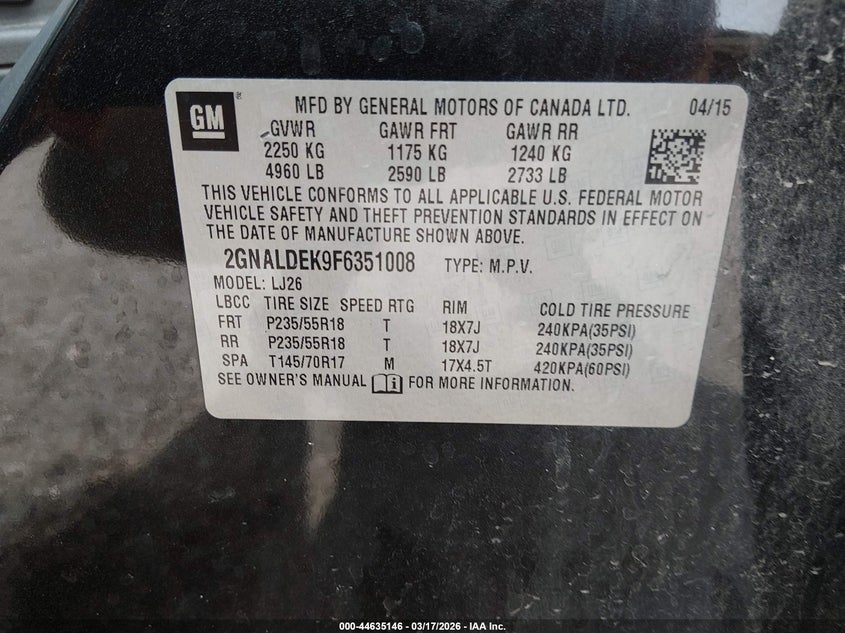 GM
MFD BY GENERAL MOTORS OF CANADA LTD. 04/15
GVWR GAWR FRT GAWR RR
2250 KG 1175 KG 1240 KG
4960 LB 2590 LB 2733 LB
THIS VEHICLE CONFORMS TO ALL APPLICABLE U.S. FEDERAL MOTOR
VEHICLE SAFETY AND THEFT PREVENTION STANDARDS IN EFFECT ON
THE DATE OF MANUFACTURE SHOWN ABOVE.
2GNALDEK9F6351008 TYPE: M.P.V.
MODEL: LJ26
LBCC TIRE SIZE SPEED RTG RIM COLD TIRE PRESSURE
FRT P235/55R18 T 18X7J 240KPA(35PSI)
RR P235/55R18 T 18X7J 240KPA(35PSI)
SPA T145/70R17 M 17X4.5T 420KPA(60PSI)
SEE OWNER'S MANUAL FOR MORE INFORMATION.
000-44635146 — 03/17/2026 - IAA Inc.